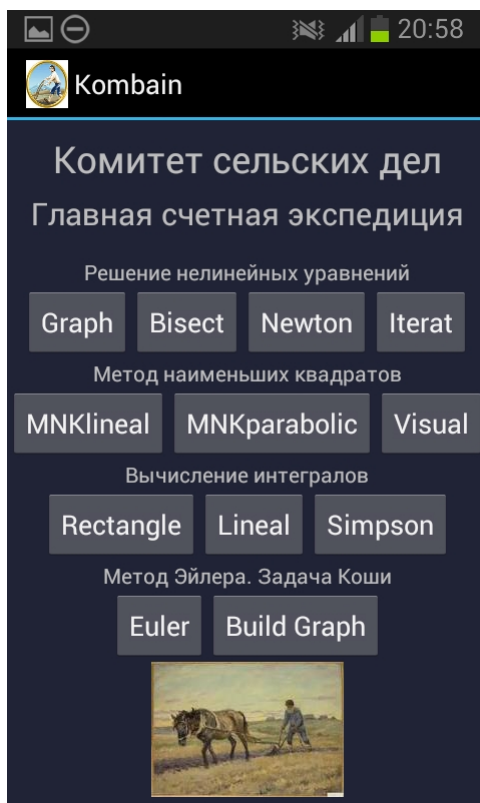 20:58
Kombain
Комитет сельских дел
Главная счетная экспедиция
Решение нелинейных уравнений
Graph Bisect Newton Iterat
Метод наименьших квадратов
MNKlineal MNKparabolic Visual
Вычисление интегралов
Rectangle Lineal Simpson
Метод Эйлера. Задача Коши
Euler Build Graph